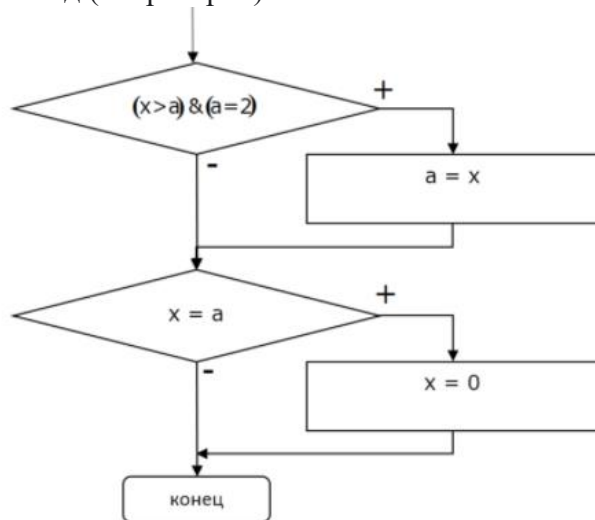 (x>a)&(a=2)
+
-
a = x
x = a
+
-
x = 0
конец